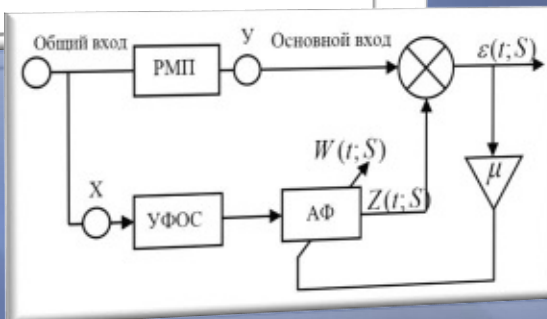 Общий вход
РМП
У
Основной вход
ε(t;S)
W(t;S)
μ
X
УФОС
АФ
Z(t;S)